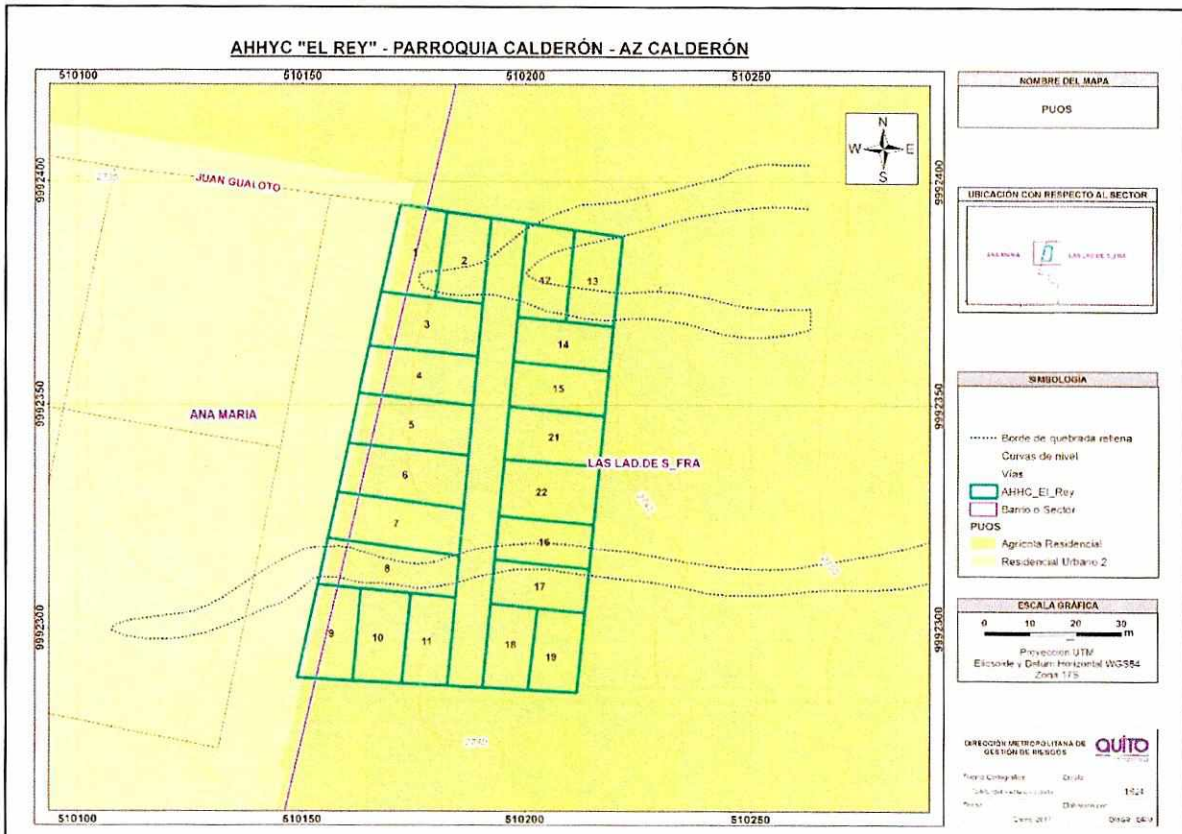 AHHYC "EL REY" - PARROQUIA CALDERÓN - AZ CALDERÓN
510100 510150 510200 510250
9992400
9992400
JUAN GUALOTO
1
2
12
13
3
14
4
15
9992350
9992350
ANA MARIA
5
21
LAS LAD.DE S_FRA
6
22
7
16
8
17
9992300
9992300
9
10
11
18
19
510100 510150 510200 510250
N
W E
S
NOMBRE DEL MAPA
PUOS
UBICACIÓN CON RESPECTO AL SECTOR
SIMBOLOGÍA
Borde de quebrada rellena
Curvas de nivel
Vías
AHHC_El_Rey
Barrio o Sector
PUOS
Agrícola Residencial
Residencial Urbano 2
ESCALA GRÁFICA
0 10 20 30
m
Proyección UTM
Elipsoide y Datum Horizontal WGS84
Zona 17S
DIRECCIÓN METROPOLITANA DE
GESTIÓN DE RIESGOS
QUITO